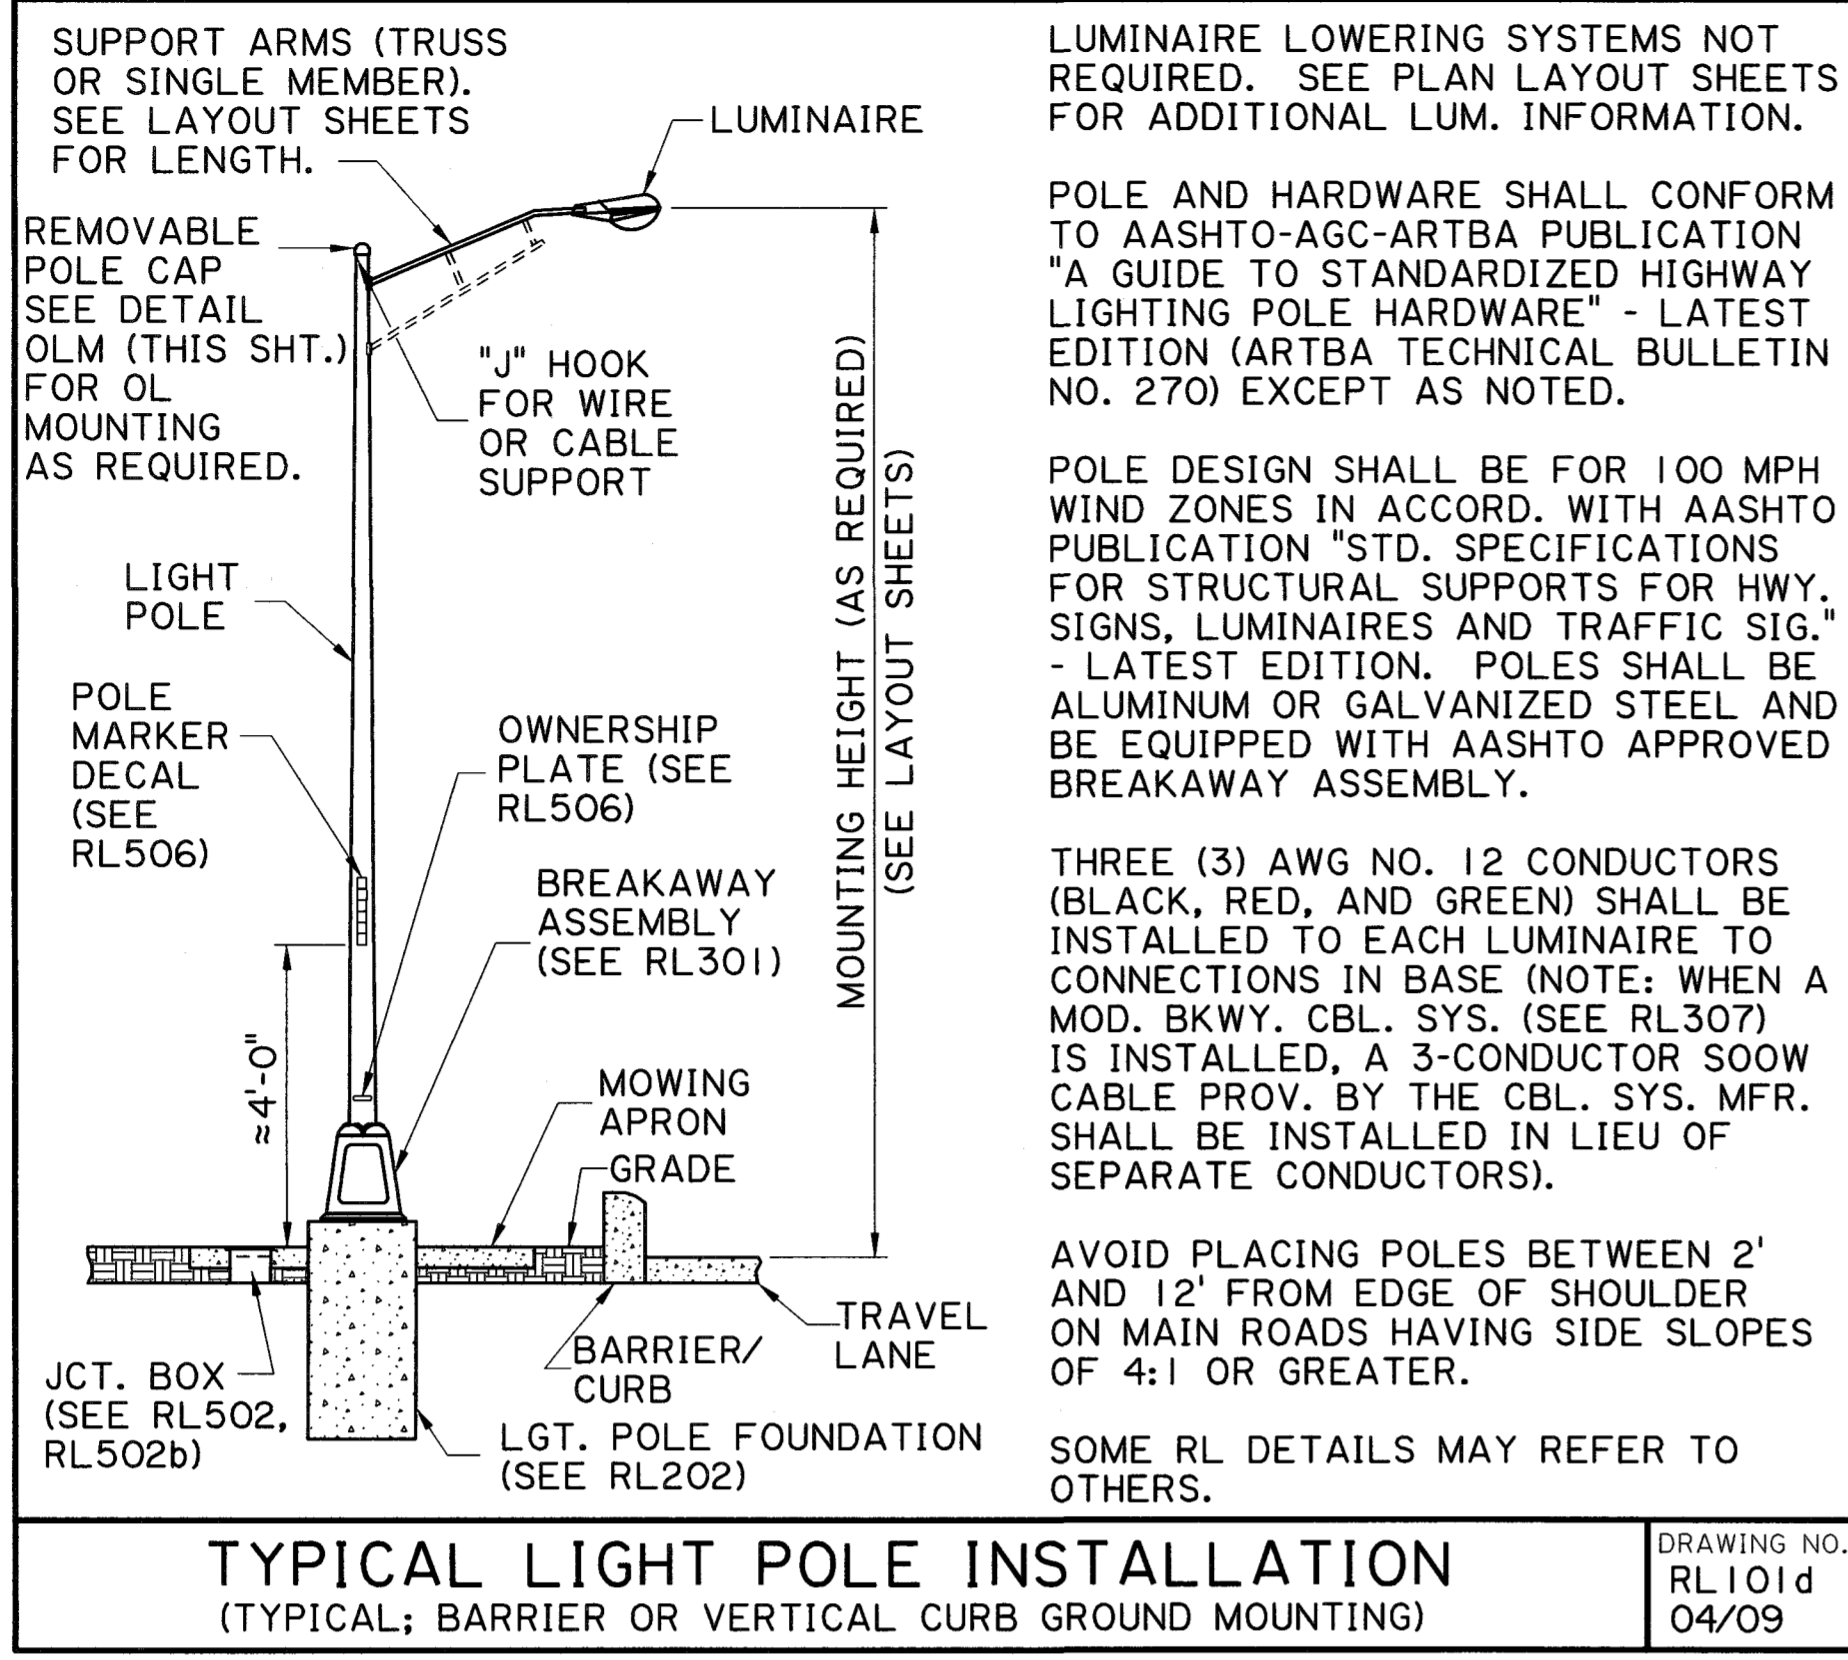 SUPPORT ARMS (TRUSS
OR SINGLE MEMBER).
SEE LAYOUT SHEETS
FOR LENGTH.
LUMINAIRE
REMOVABLE
POLE CAP
SEE DETAIL
OLM (THIS SHT.)
FOR OL
MOUNTING
AS REQUIRED.
"J" HOOK
FOR WIRE
OR CABLE
SUPPORT
LIGHT
POLE
POLE
MARKER
DECAL
(SEE
RL506)
OWNERSHIP
PLATE (SEE
RL506)
BREAKAWAY
ASSEMBLY
(SEE RL301)
MOUNTING HEIGHT (AS REQUIRED)
(SEE LAYOUT SHEETS)
≈4'-0"
MOWING
APRON
GRADE
TRAVEL
LANE
BARRIER/
CURB
JCT. BOX
(SEE RL502,
RL502b)
LGT. POLE FOUNDATION
(SEE RL202)
LUMINAIRE LOWERING SYSTEMS NOT
REQUIRED. SEE PLAN LAYOUT SHEETS
FOR ADDITIONAL LUM. INFORMATION.
POLE AND HARDWARE SHALL CONFORM
TO AASHTO-AGC-ARTBA PUBLICATION
"A GUIDE TO STANDARDIZED HIGHWAY
LIGHTING POLE HARDWARE" - LATEST
EDITION (ARTBA TECHNICAL BULLETIN
NO. 270) EXCEPT AS NOTED.
POLE DESIGN SHALL BE FOR 100 MPH
WIND ZONES IN ACCORD. WITH AASHTO
PUBLICATION "STD. SPECIFICATIONS
FOR STRUCTURAL SUPPORTS FOR HWY.
SIGNS, LUMINAIRES AND TRAFFIC SIG."
- LATEST EDITION. POLES SHALL BE
ALUMINUM OR GALVANIZED STEEL AND
BE EQUIPPED WITH AASHTO APPROVED
BREAKAWAY ASSEMBLY.
THREE (3) AWG NO. 12 CONDUCTORS
(BLACK, RED, AND GREEN) SHALL BE
INSTALLED TO EACH LUMINAIRE TO
CONNECTIONS IN BASE (NOTE: WHEN A
MOD. BKWY. CBL. SYS. (SEE RL307)
IS INSTALLED, A 3-CONDUCTOR SOOW
CABLE PROV. BY THE CBL. SYS. MFR.
SHALL BE INSTALLED IN LIEU OF
SEPARATE CONDUCTORS).
AVOID PLACING POLES BETWEEN 2'
AND 12' FROM EDGE OF SHOULDER
ON MAIN ROADS HAVING SIDE SLOPES
OF 4:1 OR GREATER.
SOME RL DETAILS MAY REFER TO
OTHERS.
TYPICAL LIGHT POLE INSTALLATION
(TYPICAL; BARRIER OR VERTICAL CURB GROUND MOUNTING)
DRAWING NO.
RL101d
04/09